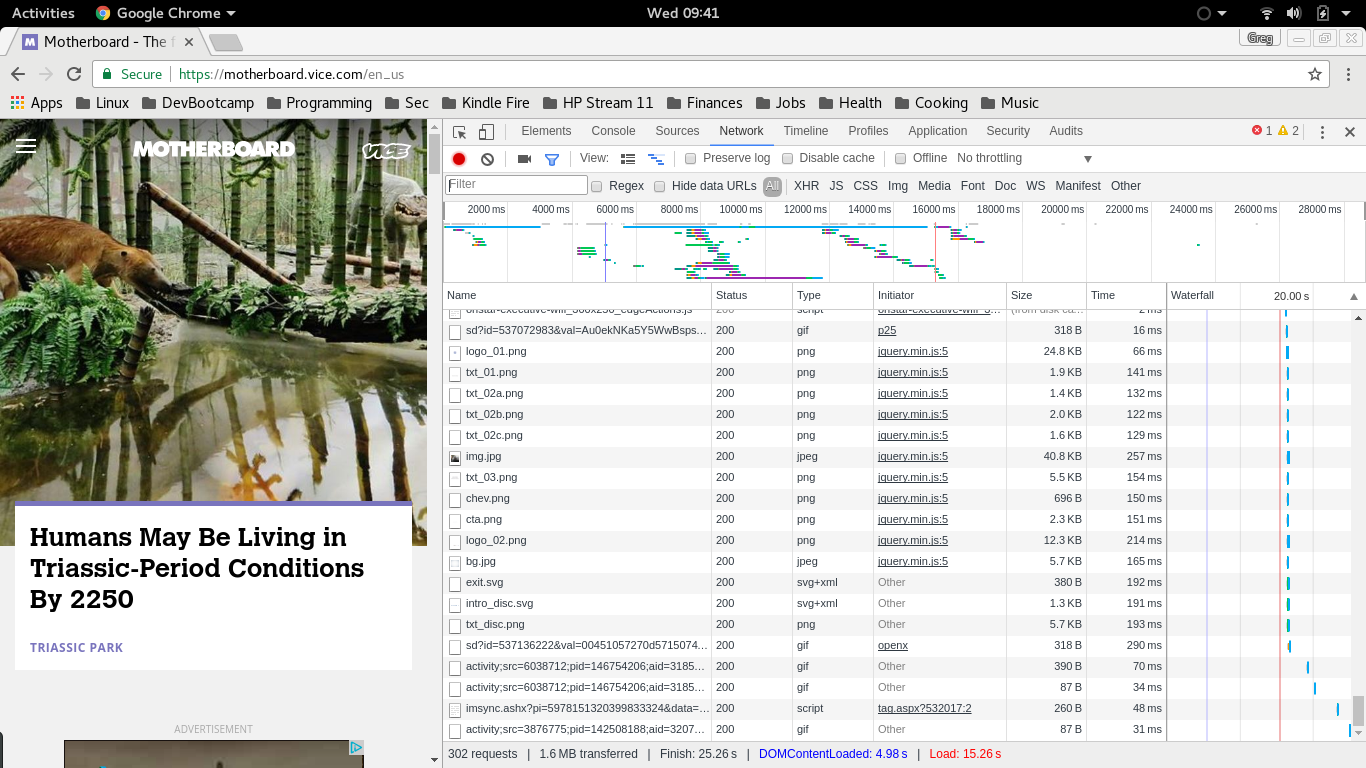 Activities Google Chrome Wed 09:41
Motherboard - The f Greg
Secure https://motherboard.vice.com/en_us
Apps Linux DevBootcamp Programming Sec Kindle Fire HP Stream 11 Finances Jobs Health Cooking Music
MOTHERBOARD VICE
Humans May Be Living in
Triassic-Period Conditions
By 2250
TRIASSIC PARK
ADVERTISEMENT
Elements Console Sources Network Timeline Profiles Application Security Audits 1 2
View: Preserve log Disable cache Offline No throttling
Filter Regex Hide data URLs All XHR JS CSS Img Media Font Doc WS Manifest Other
2000 ms 4000 ms 6000 ms 8000 ms 10000 ms 12000 ms 14000 ms 16000 ms 18000 ms 20000 ms 22000 ms 24000 ms 26000 ms 28000 ms
Name Status Type Initiator Size Time Waterfall 20.00 s
sd?id=537072983&val=Au0ekNKa5Y5WwBsps... 200 gif p25 318 B 16 ms
logo_01.png 200 png jquery.min.js:5 24.8 KB 66 ms
txt_01.png 200 png jquery.min.js:5 1.9 KB 141 ms
txt_02a.png 200 png jquery.min.js:5 1.4 KB 132 ms
txt_02b.png 200 png jquery.min.js:5 2.0 KB 122 ms
txt_02c.png 200 png jquery.min.js:5 1.6 KB 129 ms
img.jpg 200 jpeg jquery.min.js:5 40.8 KB 257 ms
txt_03.png 200 png jquery.min.js:5 5.5 KB 154 ms
chev.png 200 png jquery.min.js:5 696 B 150 ms
cta.png 200 png jquery.min.js:5 2.3 KB 151 ms
logo_02.png 200 png jquery.min.js:5 12.3 KB 214 ms
bg.jpg 200 jpeg jquery.min.js:5 5.7 KB 165 ms
exit.svg 200 svg+xml Other 380 B 192 ms
intro_disc.svg 200 svg+xml Other 1.3 KB 191 ms
txt_disc.png 200 png Other 5.7 KB 193 ms
sd?id=537136222&val=00451057270d5715074... 200 gif openx 318 B 290 ms
activity;src=6038712;pid=146754206;aid=3185... 200 gif Other 390 B 70 ms
activity;src=6038712;pid=146754206;aid=3185... 200 gif Other 87 B 34 ms
imsync.ashx?pi=5978151320399833324&data=... 200 script tag.aspx?532017:2 260 B 48 ms
activity;src=3876775;pid=142508188;aid=3207... 200 gif Other 87 B 31 ms
302 requests | 1.6 MB transferred | Finish: 25.26 s | DOMContentLoaded: 4.98 s | Load: 15.26 s